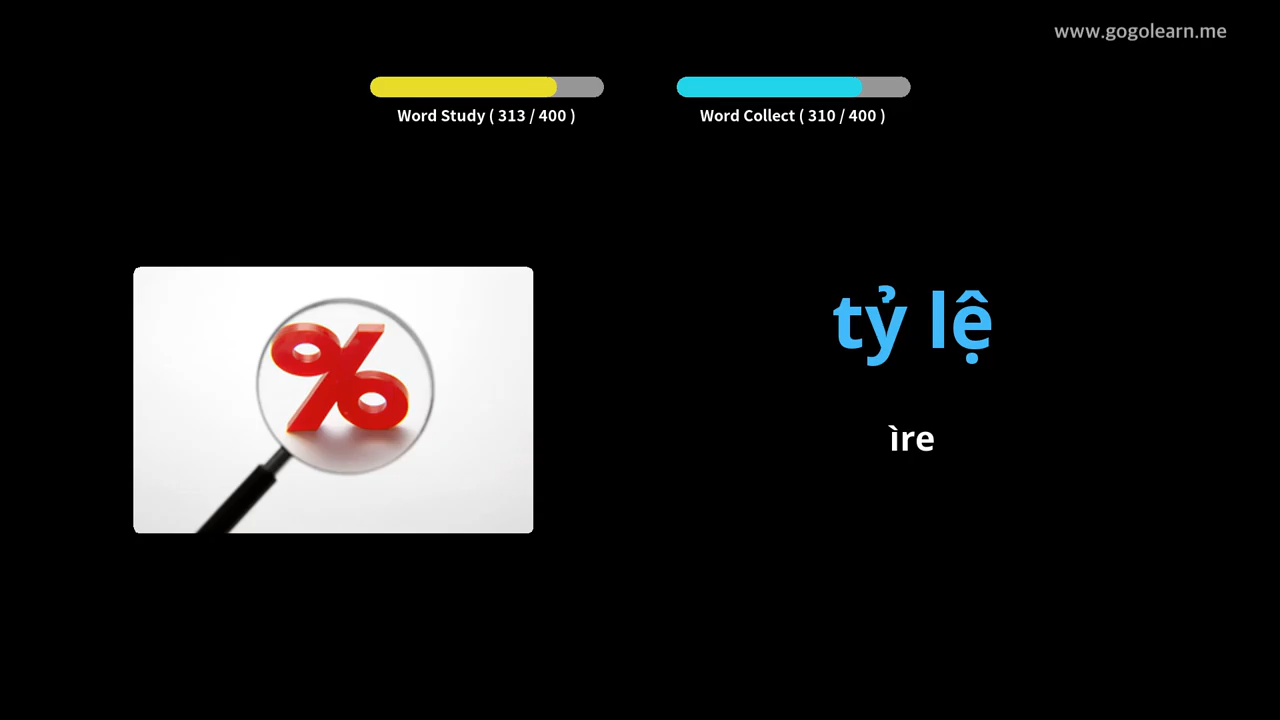 www.gogolearn.me
Word Study ( 313 / 400 )
Word Collect ( 310 / 400 )
%
tỷ lệ
ìre